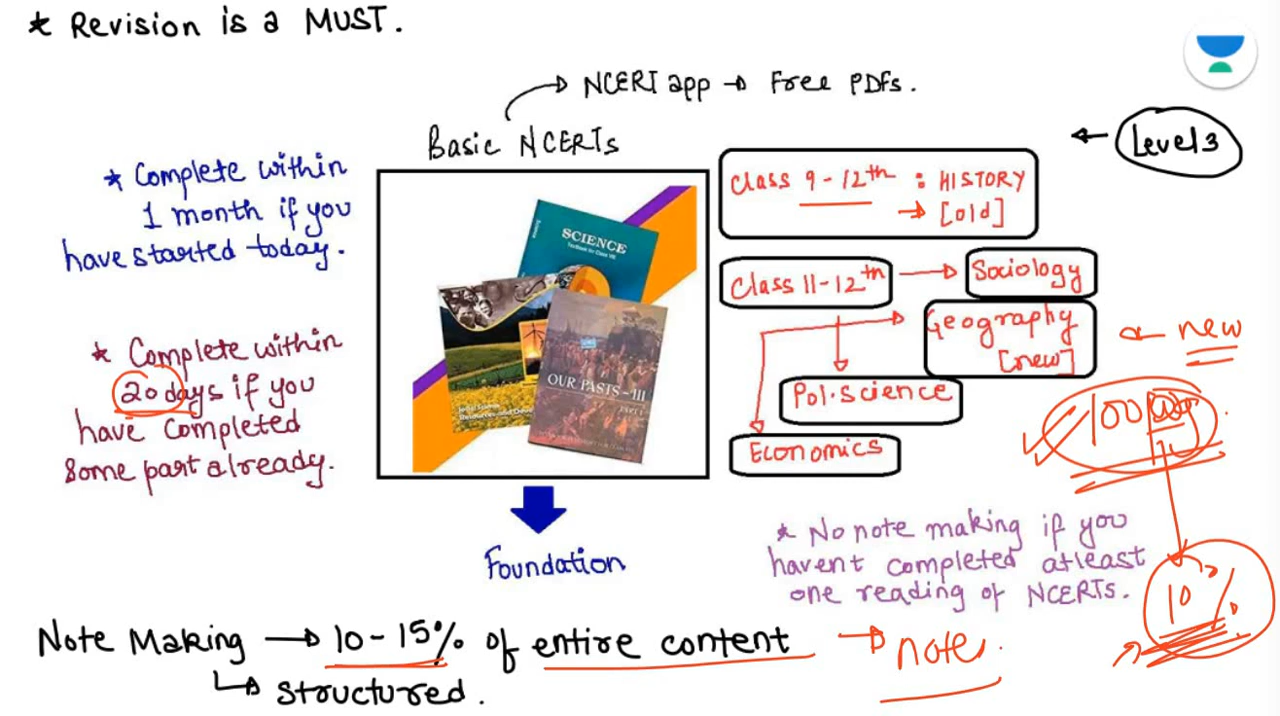 * Revision is a MUST.
→ NCERT app → Free PDFs.
Basic NCERTs
Level 3
* Complete within
1 month if you
have started today.
* Complete within
20 days if you
have completed
some part already.
SCIENCE
OUR PASTS – III
Class 9-12th : HISTORY
→ [old]
Class 11-12th → Sociology
Geography
[new]
← new
Pol. Science
Economics
100
Foundation
* No note making if you
havent completed atleast
one reading of NCERTs.
10%
Note Making → 10-15% of entire content → note
↳ structured.